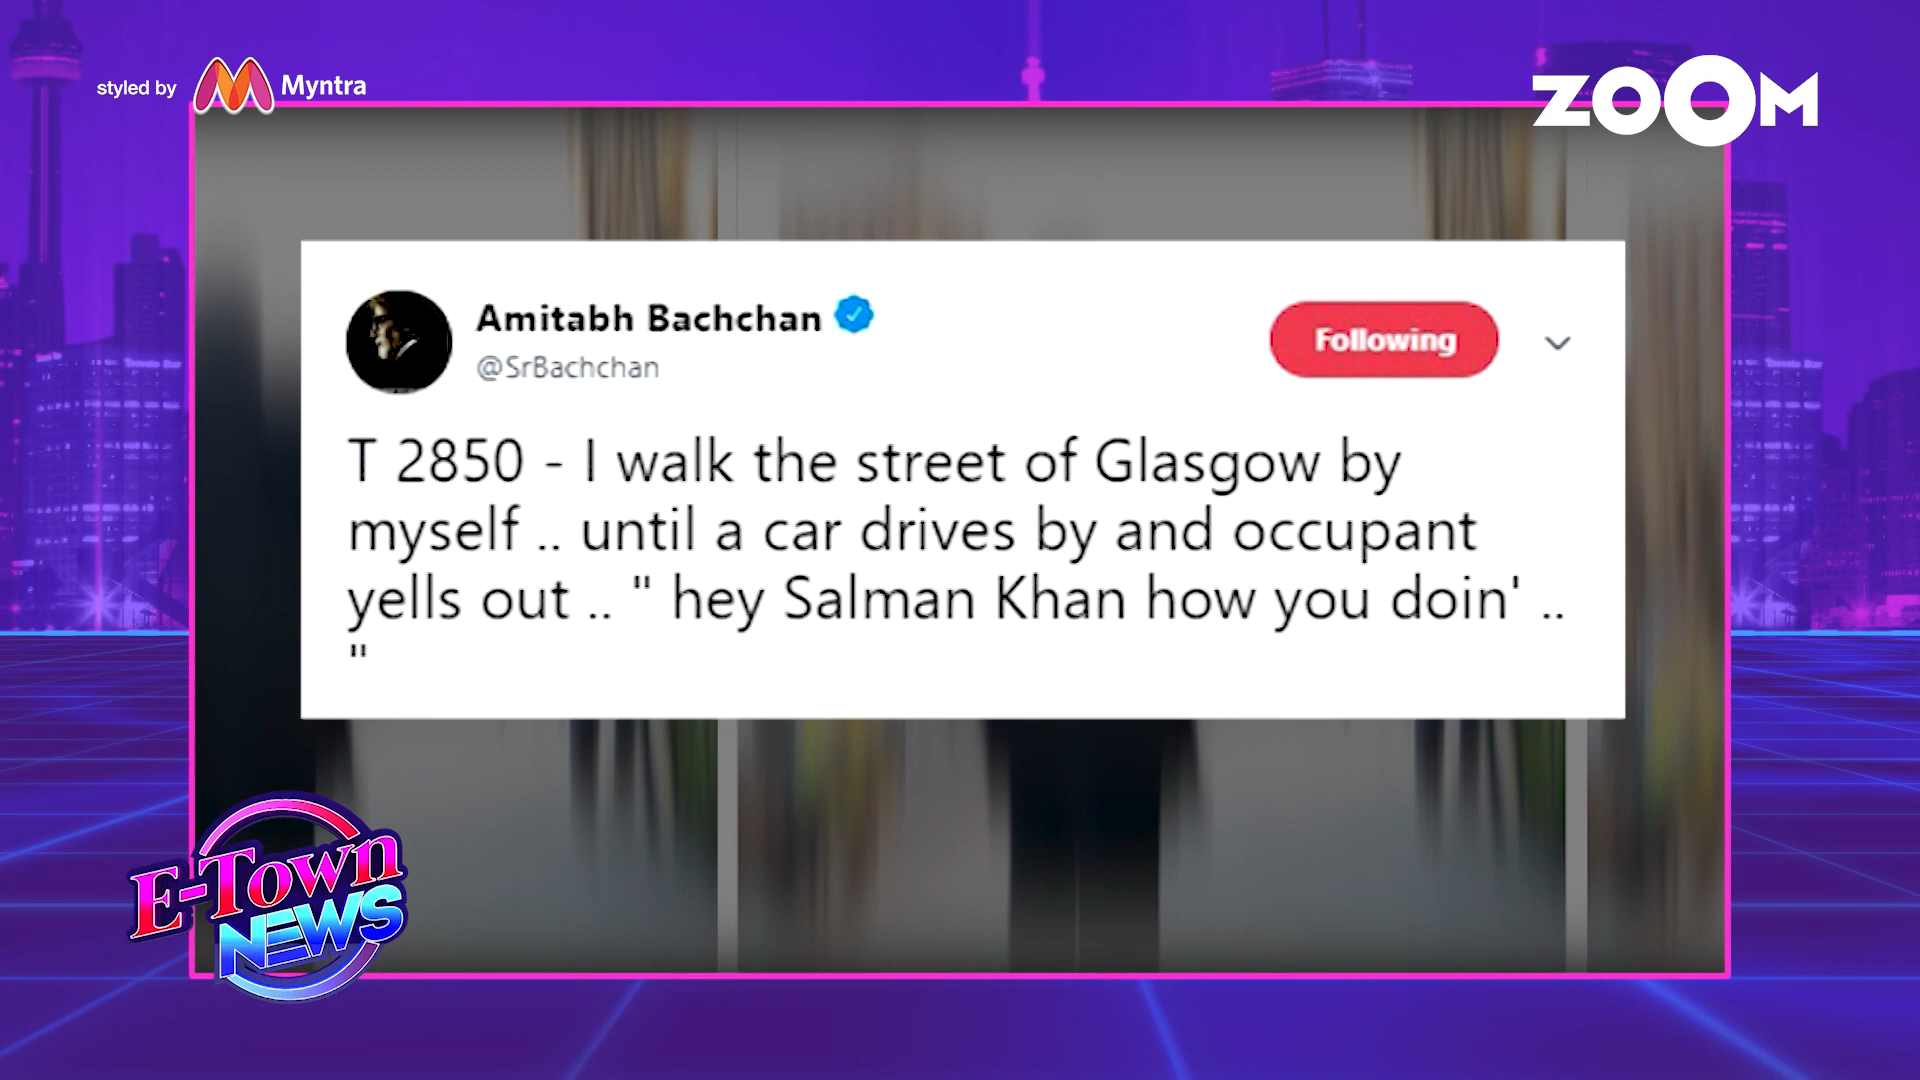 styled by Myntra
ZOOM
Amitabh Bachchan
@SrBachchan
Following
T 2850 - I walk the street of Glasgow by
myself .. until a car drives by and occupant
yells out .. " hey Salman Khan how you doin' ..
"
E-Town
NEWS